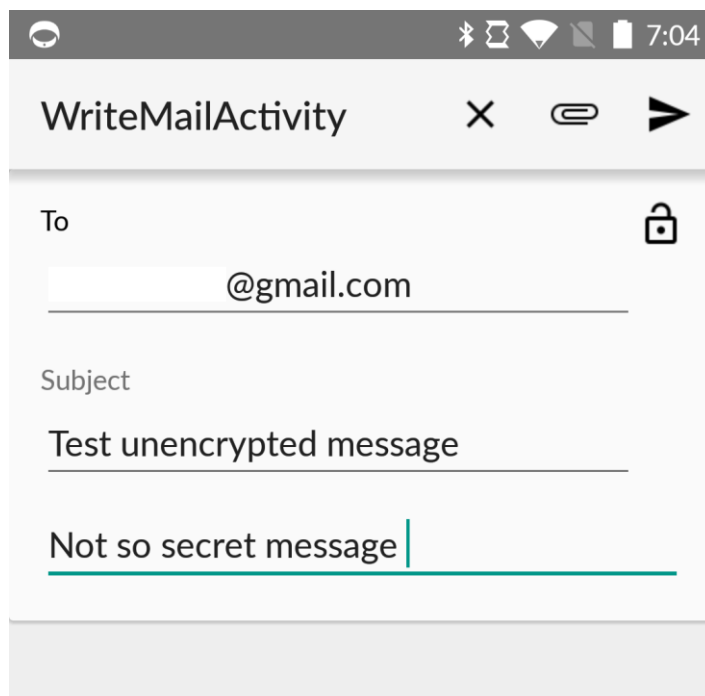 7:04
WriteMailActivity
To
@gmail.com
Subject
Test unencrypted message
Not so secret message